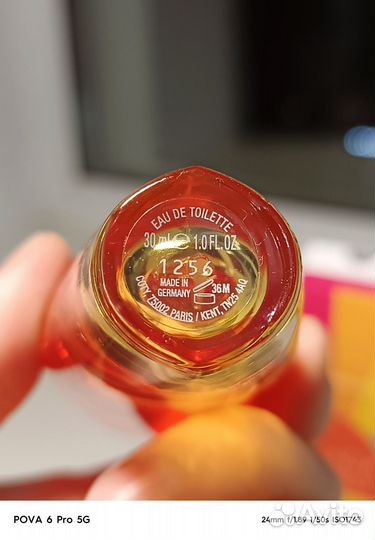 EAU DE TOILETTE
30 ml ℮ 1.0 FL.OZ
1256
MADE IN
GERMANY
36M
COTY, 75002 PARIS / KENT, TN25 4AQ
POVA 6 Pro 5G
24mm f/1.89 1/50s ISO1743
Avito